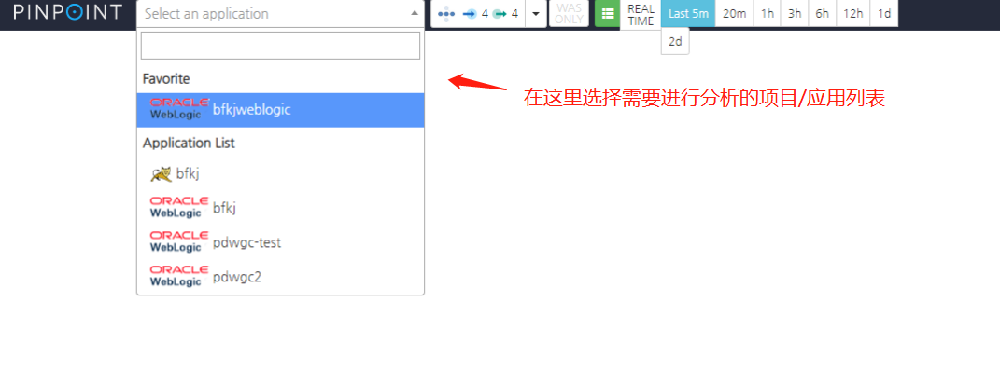 PINPOINT
Select an application
4
4
WAS ONLY
REAL TIME
Last 5m
20m
1h
3h
6h
12h
1d
2d
Favorite
ORACLE WebLogic bfkjweblogic
Application List
bfkj
ORACLE WebLogic bfkj
ORACLE WebLogic pdwgc-test
ORACLE WebLogic pdwgc2
在这里选择需要进行分析的项目/应用列表